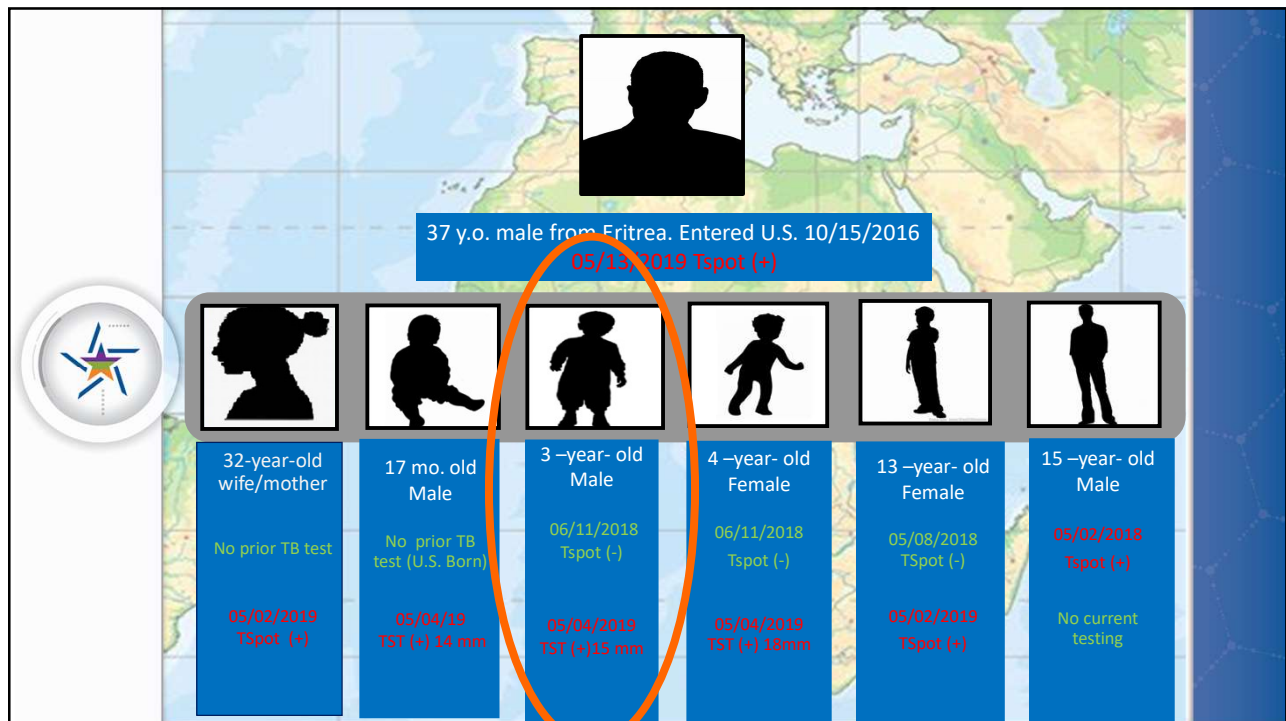 37 y.o. male from Eritrea. Entered U.S. 10/15/2016
05/13/2019 Tspot (+)
32-year-old
wife/mother
No prior TB test
05/02/2019
TSpot (+)
17 mo. old
Male
No prior TB
test (U.S. Born)
05/04/19
TST (+) 14 mm
3 –year- old
Male
06/11/2018
Tspot (-)
05/04/2019
TST (+)15 mm
4 –year- old
Female
06/11/2018
Tspot (-)
05/04/2019
TST (+) 18mm
13 –year- old
Female
05/08/2018
TSpot (-)
05/02/2019
TSpot (+)
15 –year- old
Male
05/02/2018
Tspot (+)
No current
testing